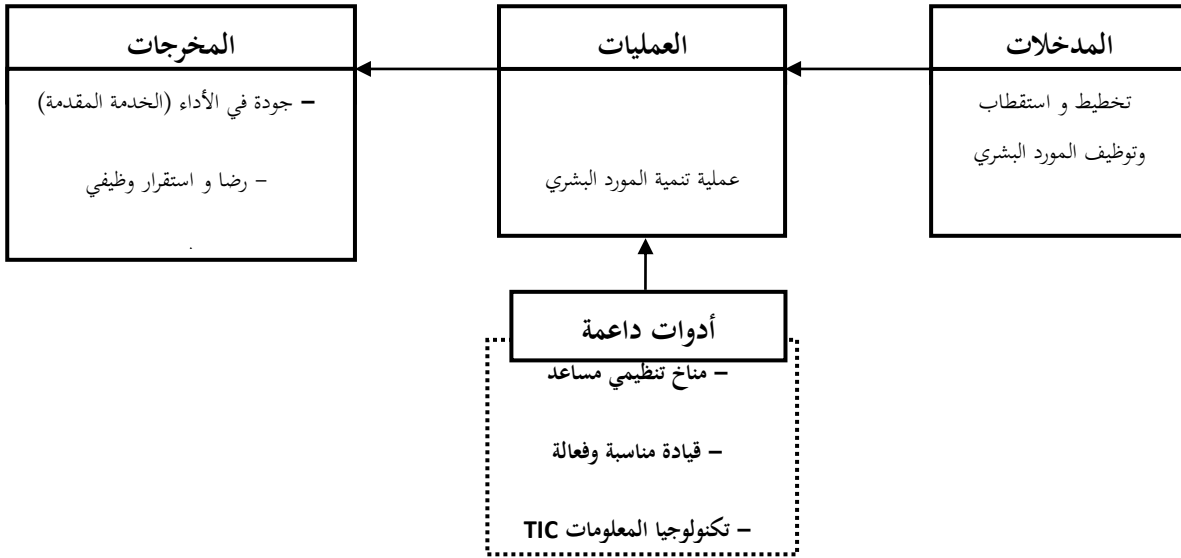 المدخلات
تخطيط و استقطاب
وتوظيف المورد البشري
العمليات
عملية تنمية المورد البشري
المخرجات
– جودة في الأداء (الخدمة المقدمة)
– رضا و استقرار وظيفي
.
أدوات داعمة
– مناخ تنظيمي مساعد
– قيادة مناسبة وفعالة
– تكنولوجيا المعلومات TIC